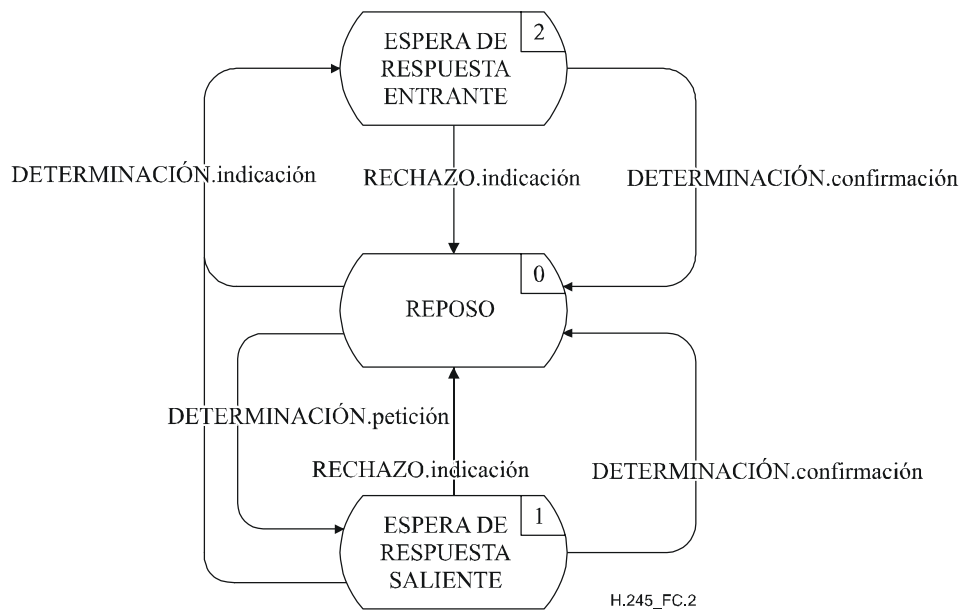 2
ESPERA DE
RESPUESTA
ENTRANTE
DETERMINACIÓN.indicación
RECHAZO.indicación
DETERMINACIÓN.confirmación
0
REPOSO
DETERMINACIÓN.petición
RECHAZO.indicación
DETERMINACIÓN.confirmación
1
ESPERA DE
RESPUESTA
SALIENTE
H.245_FC.2